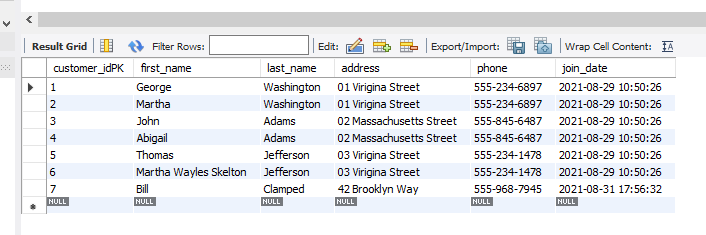 Result Grid Filter Rows: Edit: Export/Import: Wrap Cell Content: IA
customer_idPK first_name last_name address phone join_date
1 George Washington 01 Virigina Street 555-234-6897 2021-08-29 10:50:26
2 Martha Washington 01 Virigina Street 555-234-6897 2021-08-29 10:50:26
3 John Adams 02 Massachusetts Street 555-845-6487 2021-08-29 10:50:26
4 Abigail Adams 02 Massachusetts Street 555-845-6487 2021-08-29 10:50:26
5 Thomas Jefferson 03 Virigina Street 555-234-1478 2021-08-29 10:50:26
6 Martha Wayles Skelton Jefferson 03 Virigina Street 555-234-1478 2021-08-29 10:50:26
7 Bill Clamped 42 Brooklyn Way 555-968-7945 2021-08-31 17:56:32
NULL NULL NULL NULL NULL NULL